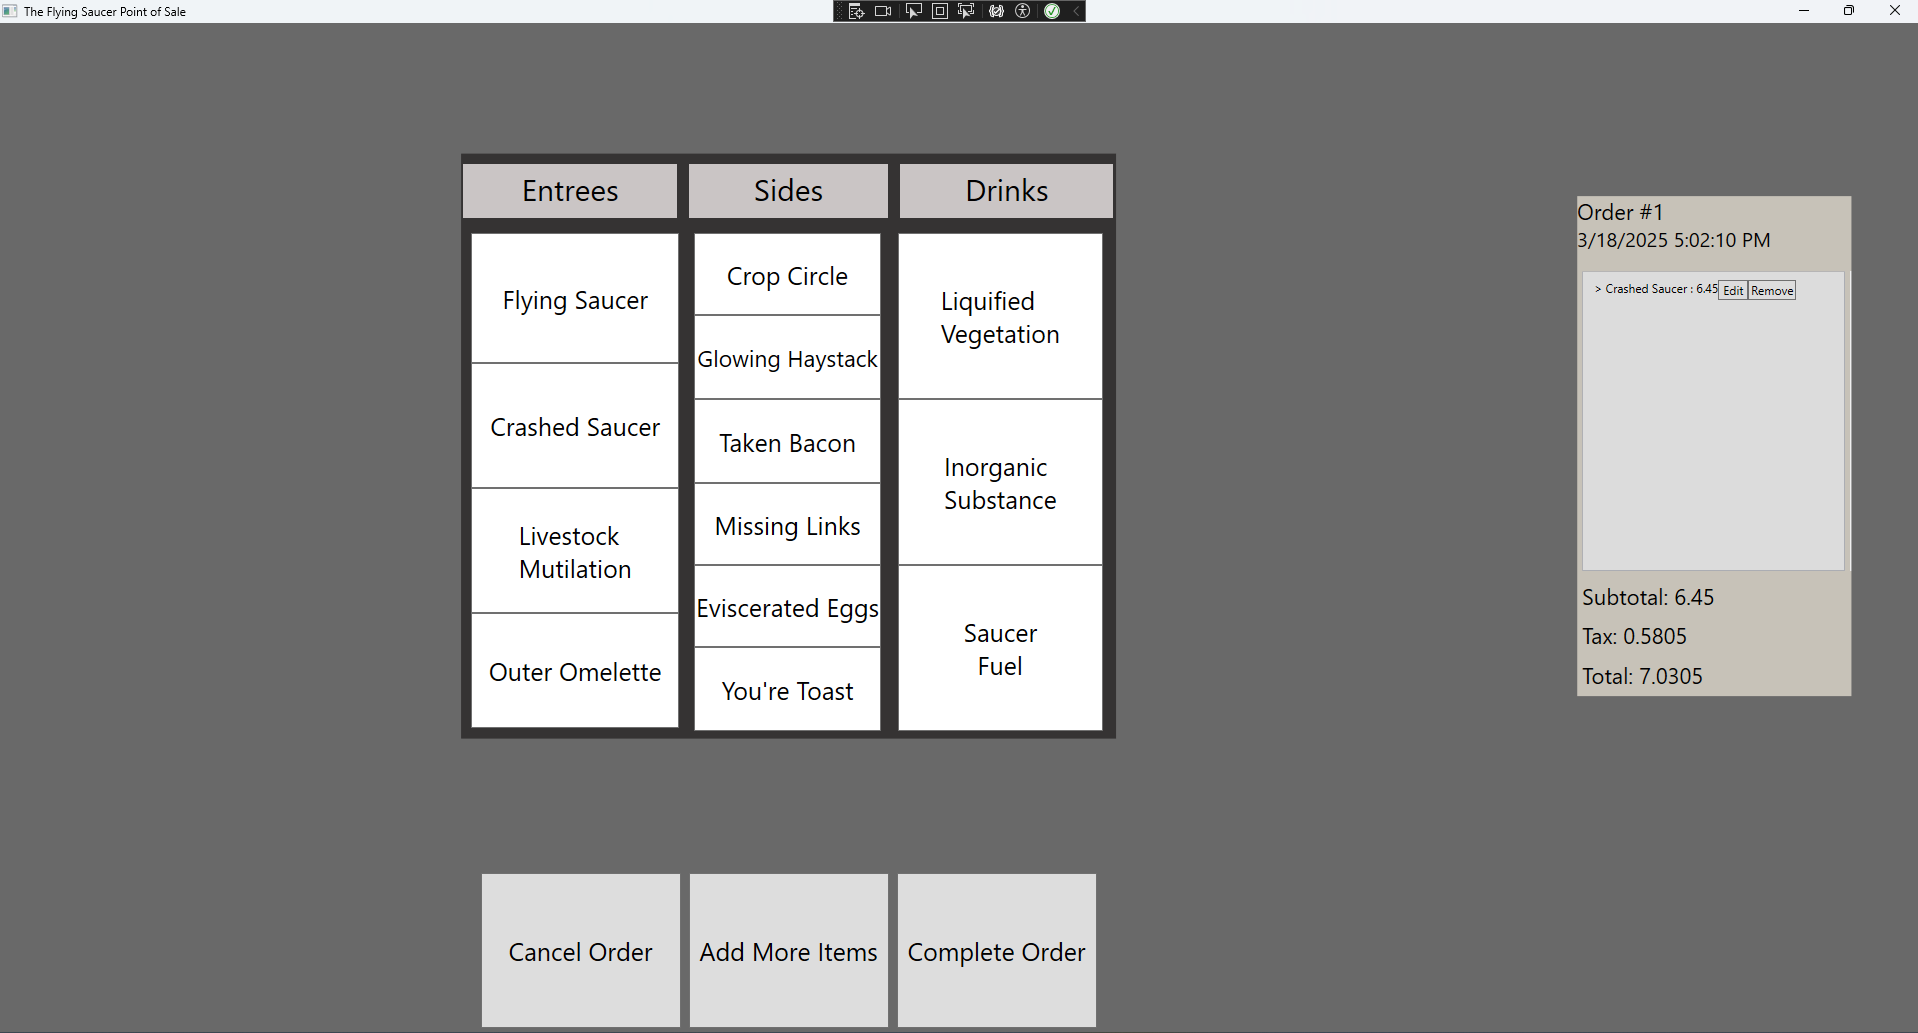 The Flying Saucer Point of Sale
Entrees
Sides
Drinks
Flying Saucer
Crashed Saucer
Livestock
Mutilation
Outer Omelette
Crop Circle
Glowing Haystack
Taken Bacon
Missing Links
Eviscerated Eggs
You're Toast
Liquified
Vegetation
Inorganic
Substance
Saucer
Fuel
Order #1
3/18/2025 5:02:10 PM
> Crashed Saucer : 6.45 Edit Remove
Subtotal: 6.45
Tax: 0.5805
Total: 7.0305
Cancel Order
Add More Items
Complete Order